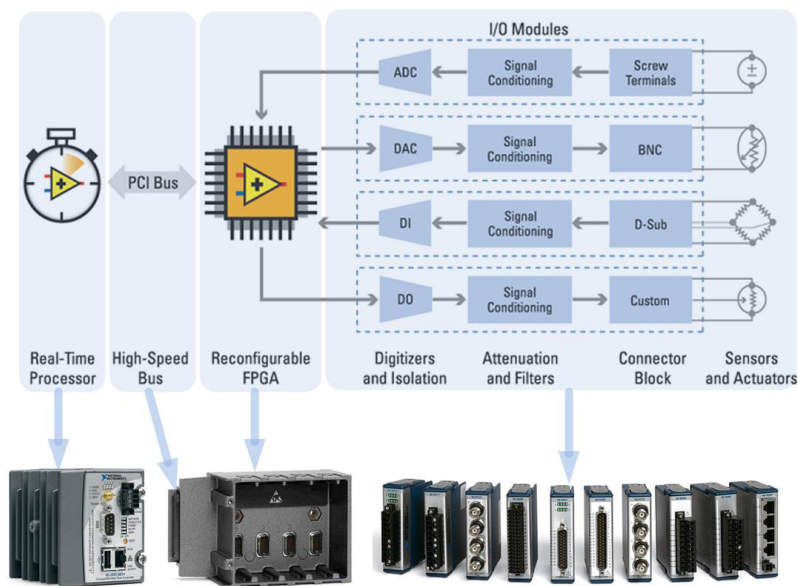 I/O Modules
ADC
Signal
Conditioning
Screw
Terminals
DAC
Signal
Conditioning
BNC
PCI Bus
DI
Signal
Conditioning
D-Sub
DO
Signal
Conditioning
Custom
Real-Time
Processor
High-Speed
Bus
Reconfigurable
FPGA
Digitizers
and Isolation
Attenuation
and Filters
Connector
Block
Sensors
and Actuators